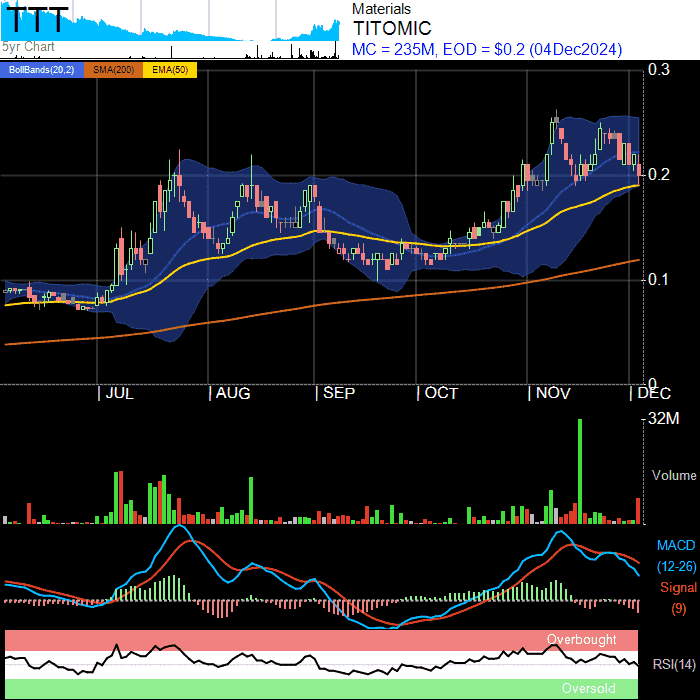 TTT
5yr Chart
Materials
TITOMIC
MC = 235M, EOD = $0.2 (04Dec2024)
BollBands(20,2) SMA(200) EMA(50)
0.3
0.2
0.1
0
| JUL | AUG | SEP | OCT | NOV | DEC
32M
Volume
MACD
(12-26)
Signal
(9)
Overbought
RSI(14)
Oversold